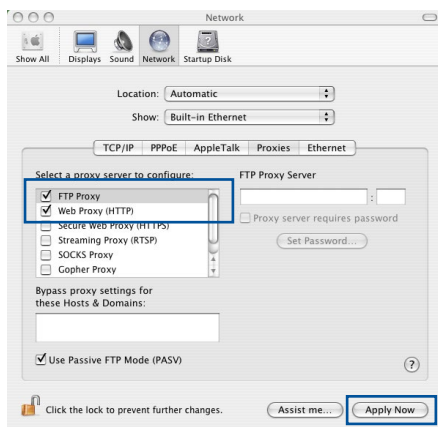 Network
Show All Displays Sound Network Startup Disk
Location: Automatic
Show: Built-in Ethernet
TCP/IP PPPoE AppleTalk Proxies Ethernet
Select a proxy server to configure: FTP Proxy Server
FTP Proxy :
Web Proxy (HTTP) Proxy server requires password
Secure Web Proxy (HTTPS)
Streaming Proxy (RTSP) Set Password...
SOCKS Proxy
Gopher Proxy
Bypass proxy settings for
these Hosts & Domains:
Use Passive FTP Mode (PASV) ?
Click the lock to prevent further changes. Assist me... Apply Now